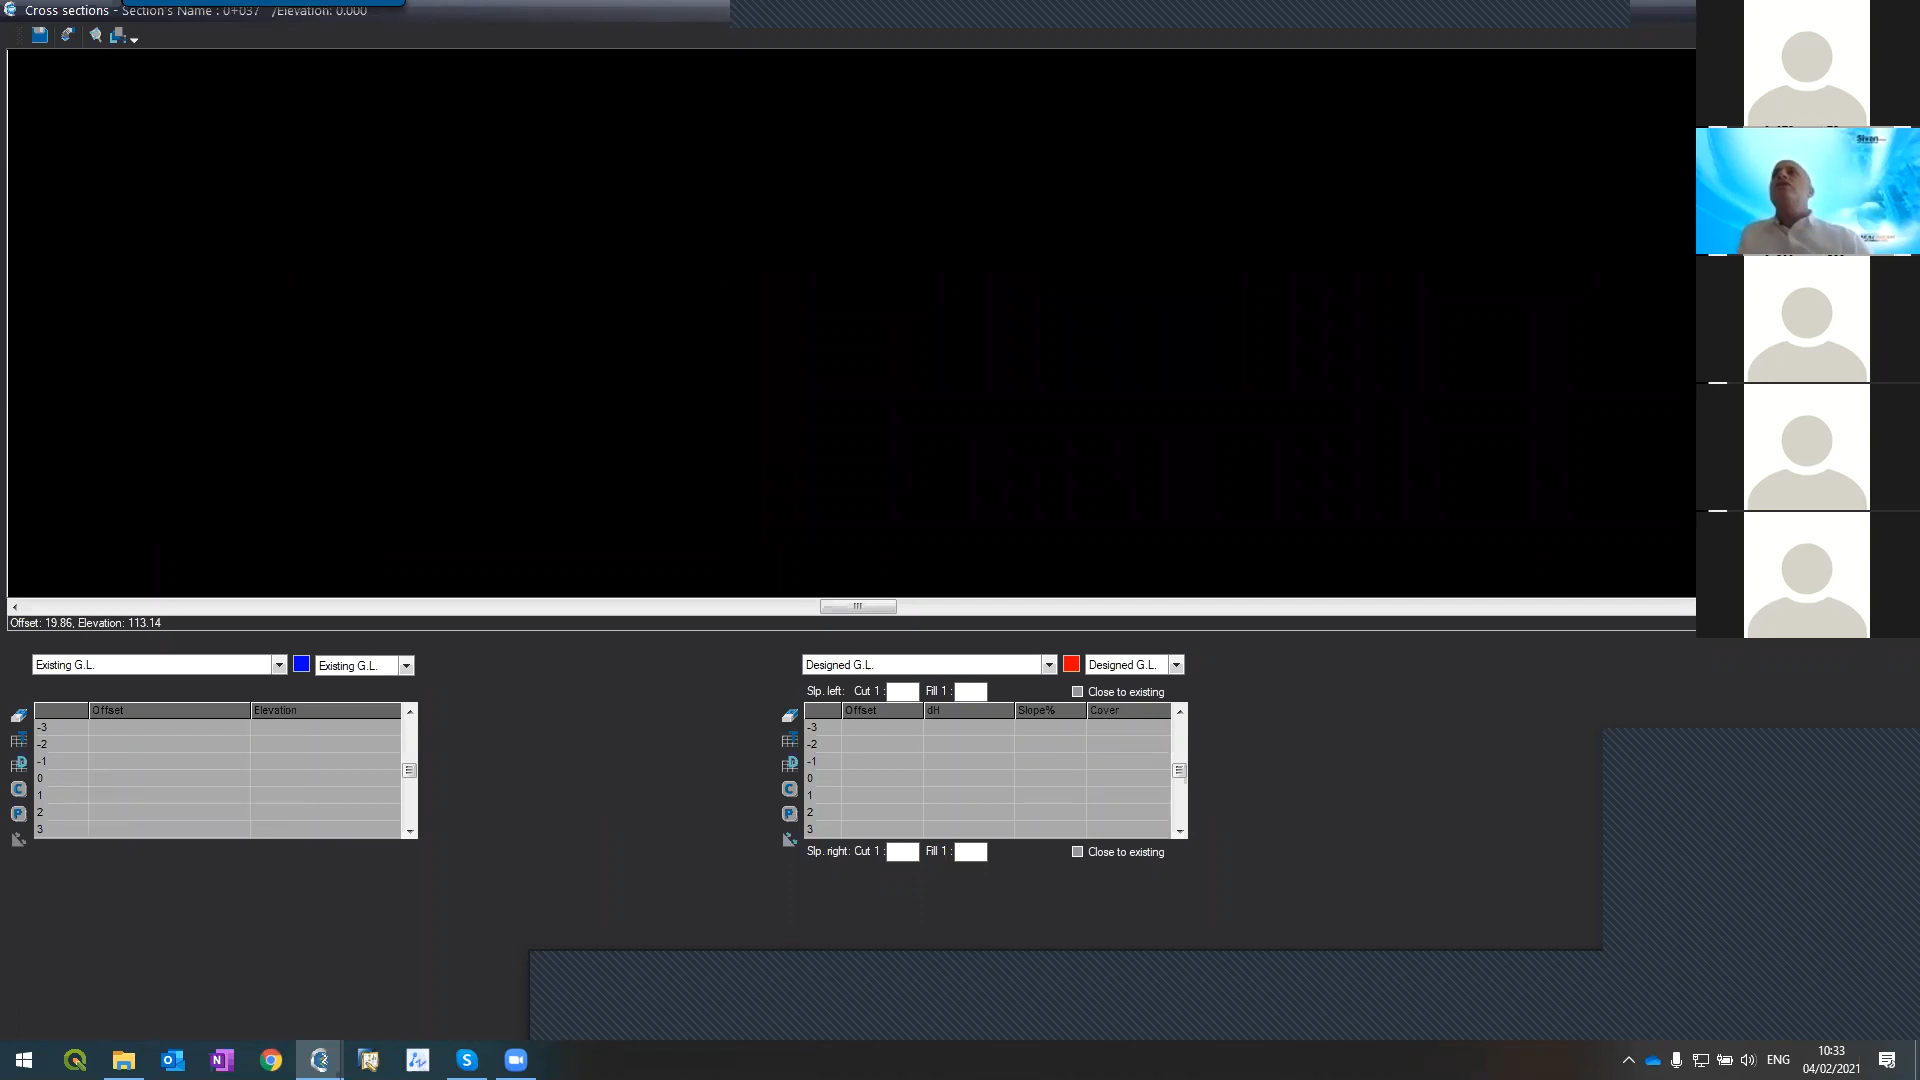 Cross sections - Section's Name : 0+037 /Elevation: 0.000
Offset: 19.86, Elevation: 113.14
Existing G.L. Existing G.L.
Designed G.L. Designed G.L.
Slp. left: Cut 1 : Fill 1 : Close to existing
Offset Elevation
-3
-2
-1
0
1
2
3
Offset dH Slope% Cover
-3
-2
-1
0
1
2
3
Slp. right: Cut 1 : Fill 1 : Close to existing
ENG
10:33
04/02/2021